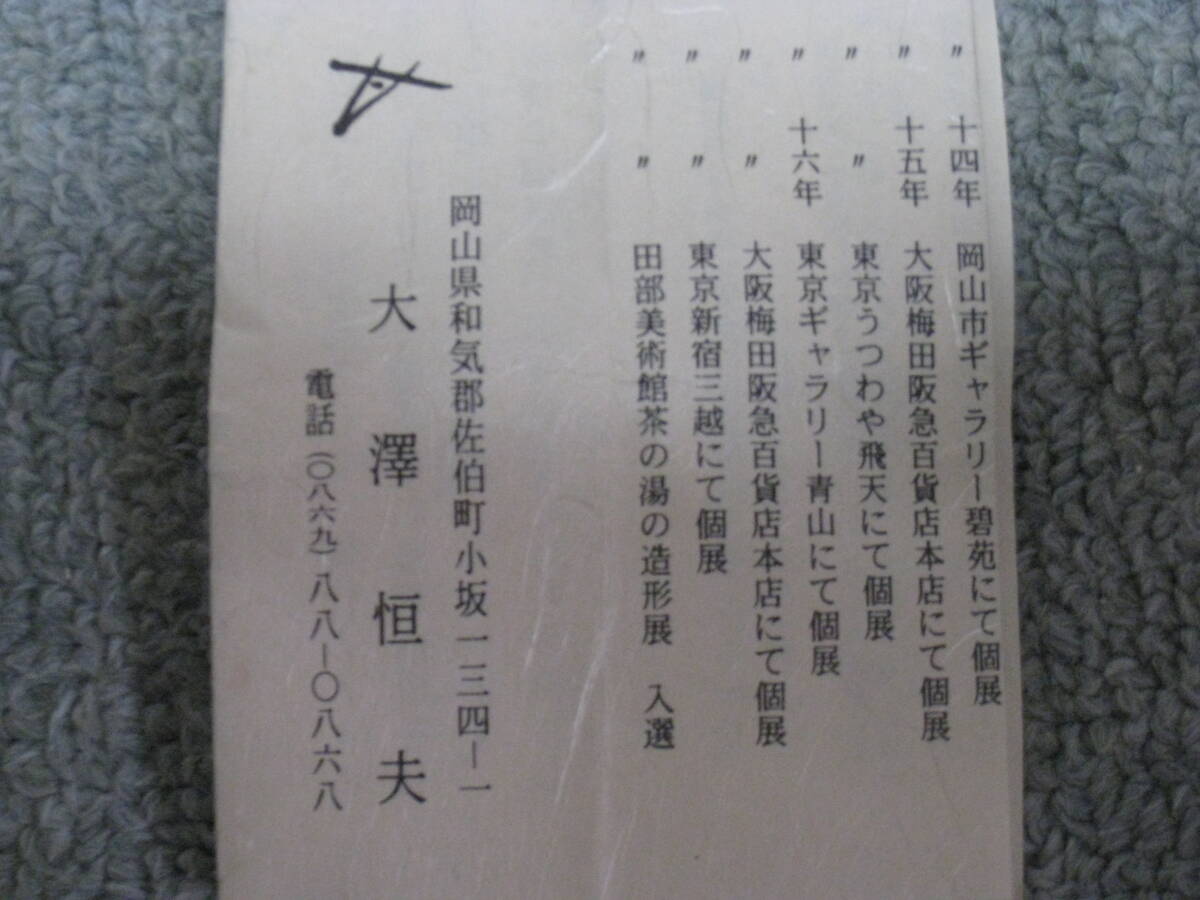 〃 十四年 岡山市ギャラリー碧苑にて個展
〃 十五年 大阪梅田阪急百貨店本店にて個展
〃 〃 東京うつわや飛天にて個展
〃 十六年 東京ギャラリー青山にて個展
〃 〃 大阪梅田阪急百貨店本店にて個展
〃 〃 東京新宿三越にて個展
〃 〃 田部美術館茶の湯の造形展 入選
岡山県和気郡佐伯町小坂一三四―一
大澤恒夫
電話(〇八六九)八八―〇八六八